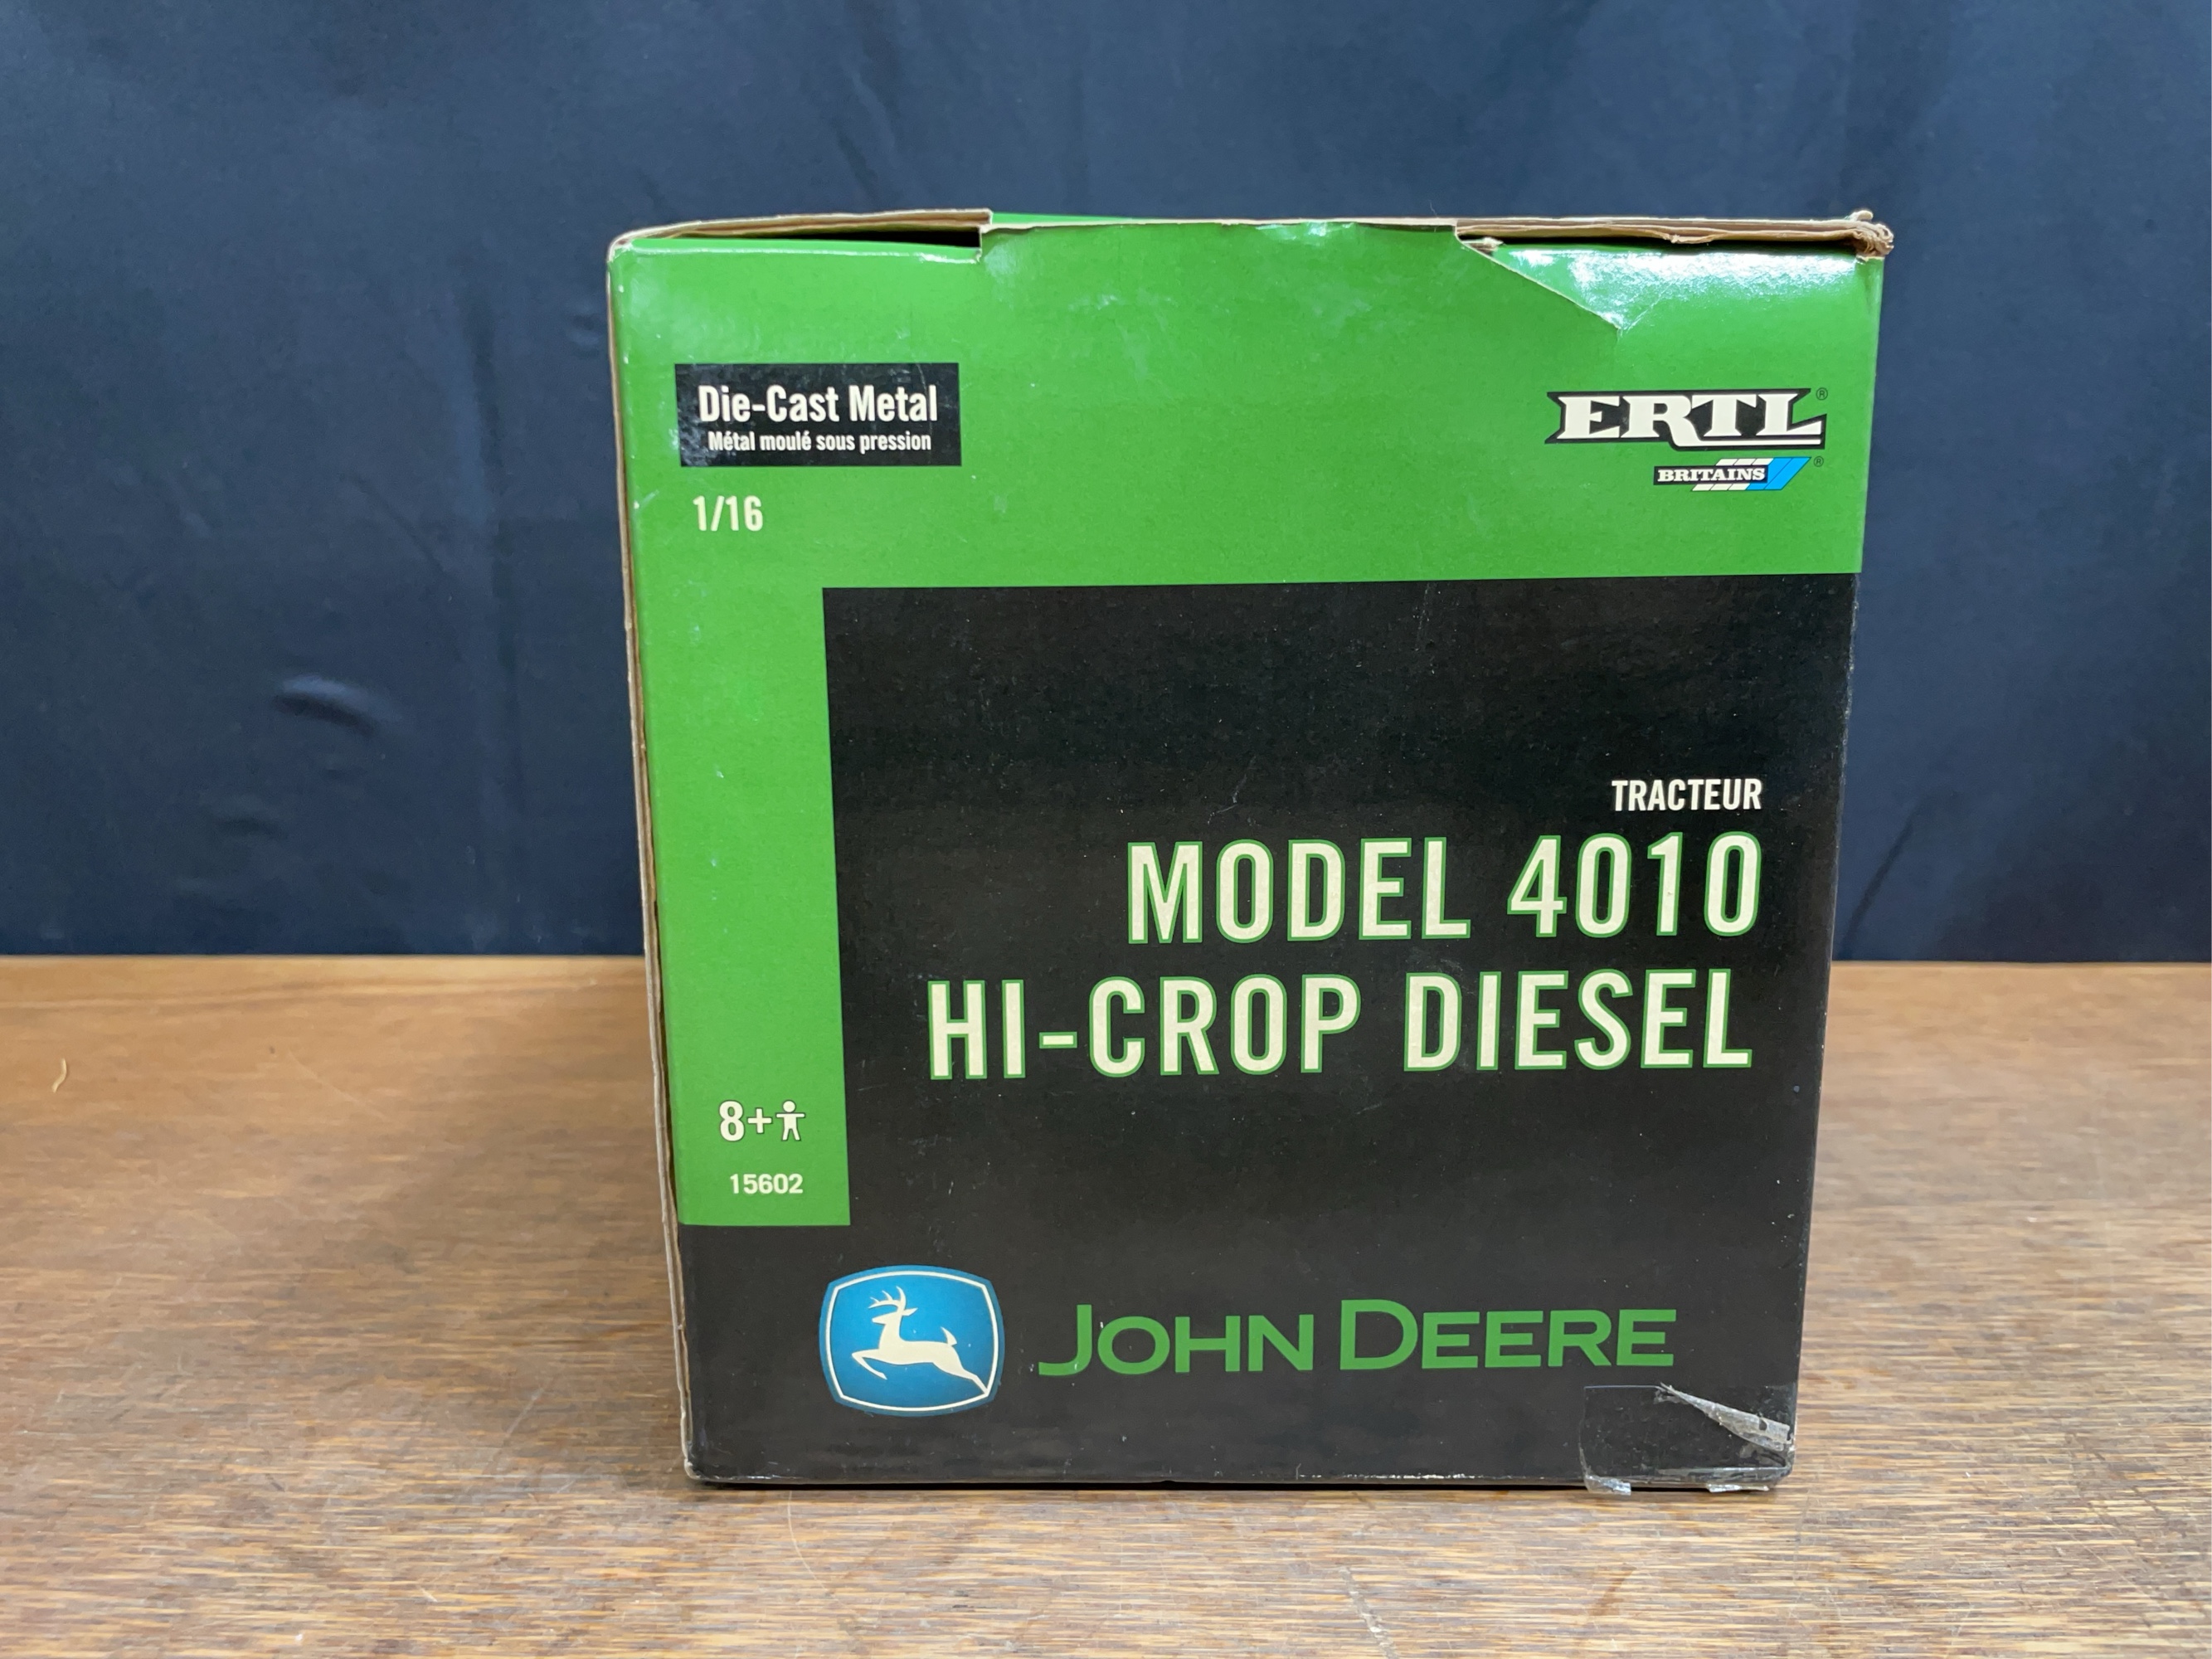 Die-Cast Metal
Métal moulé sous pression
1/16
ERTL®
BRITAINS®
TRACTEUR
MODEL 4010
HI-CROP DIESEL
8+
15602
JOHN DEERE